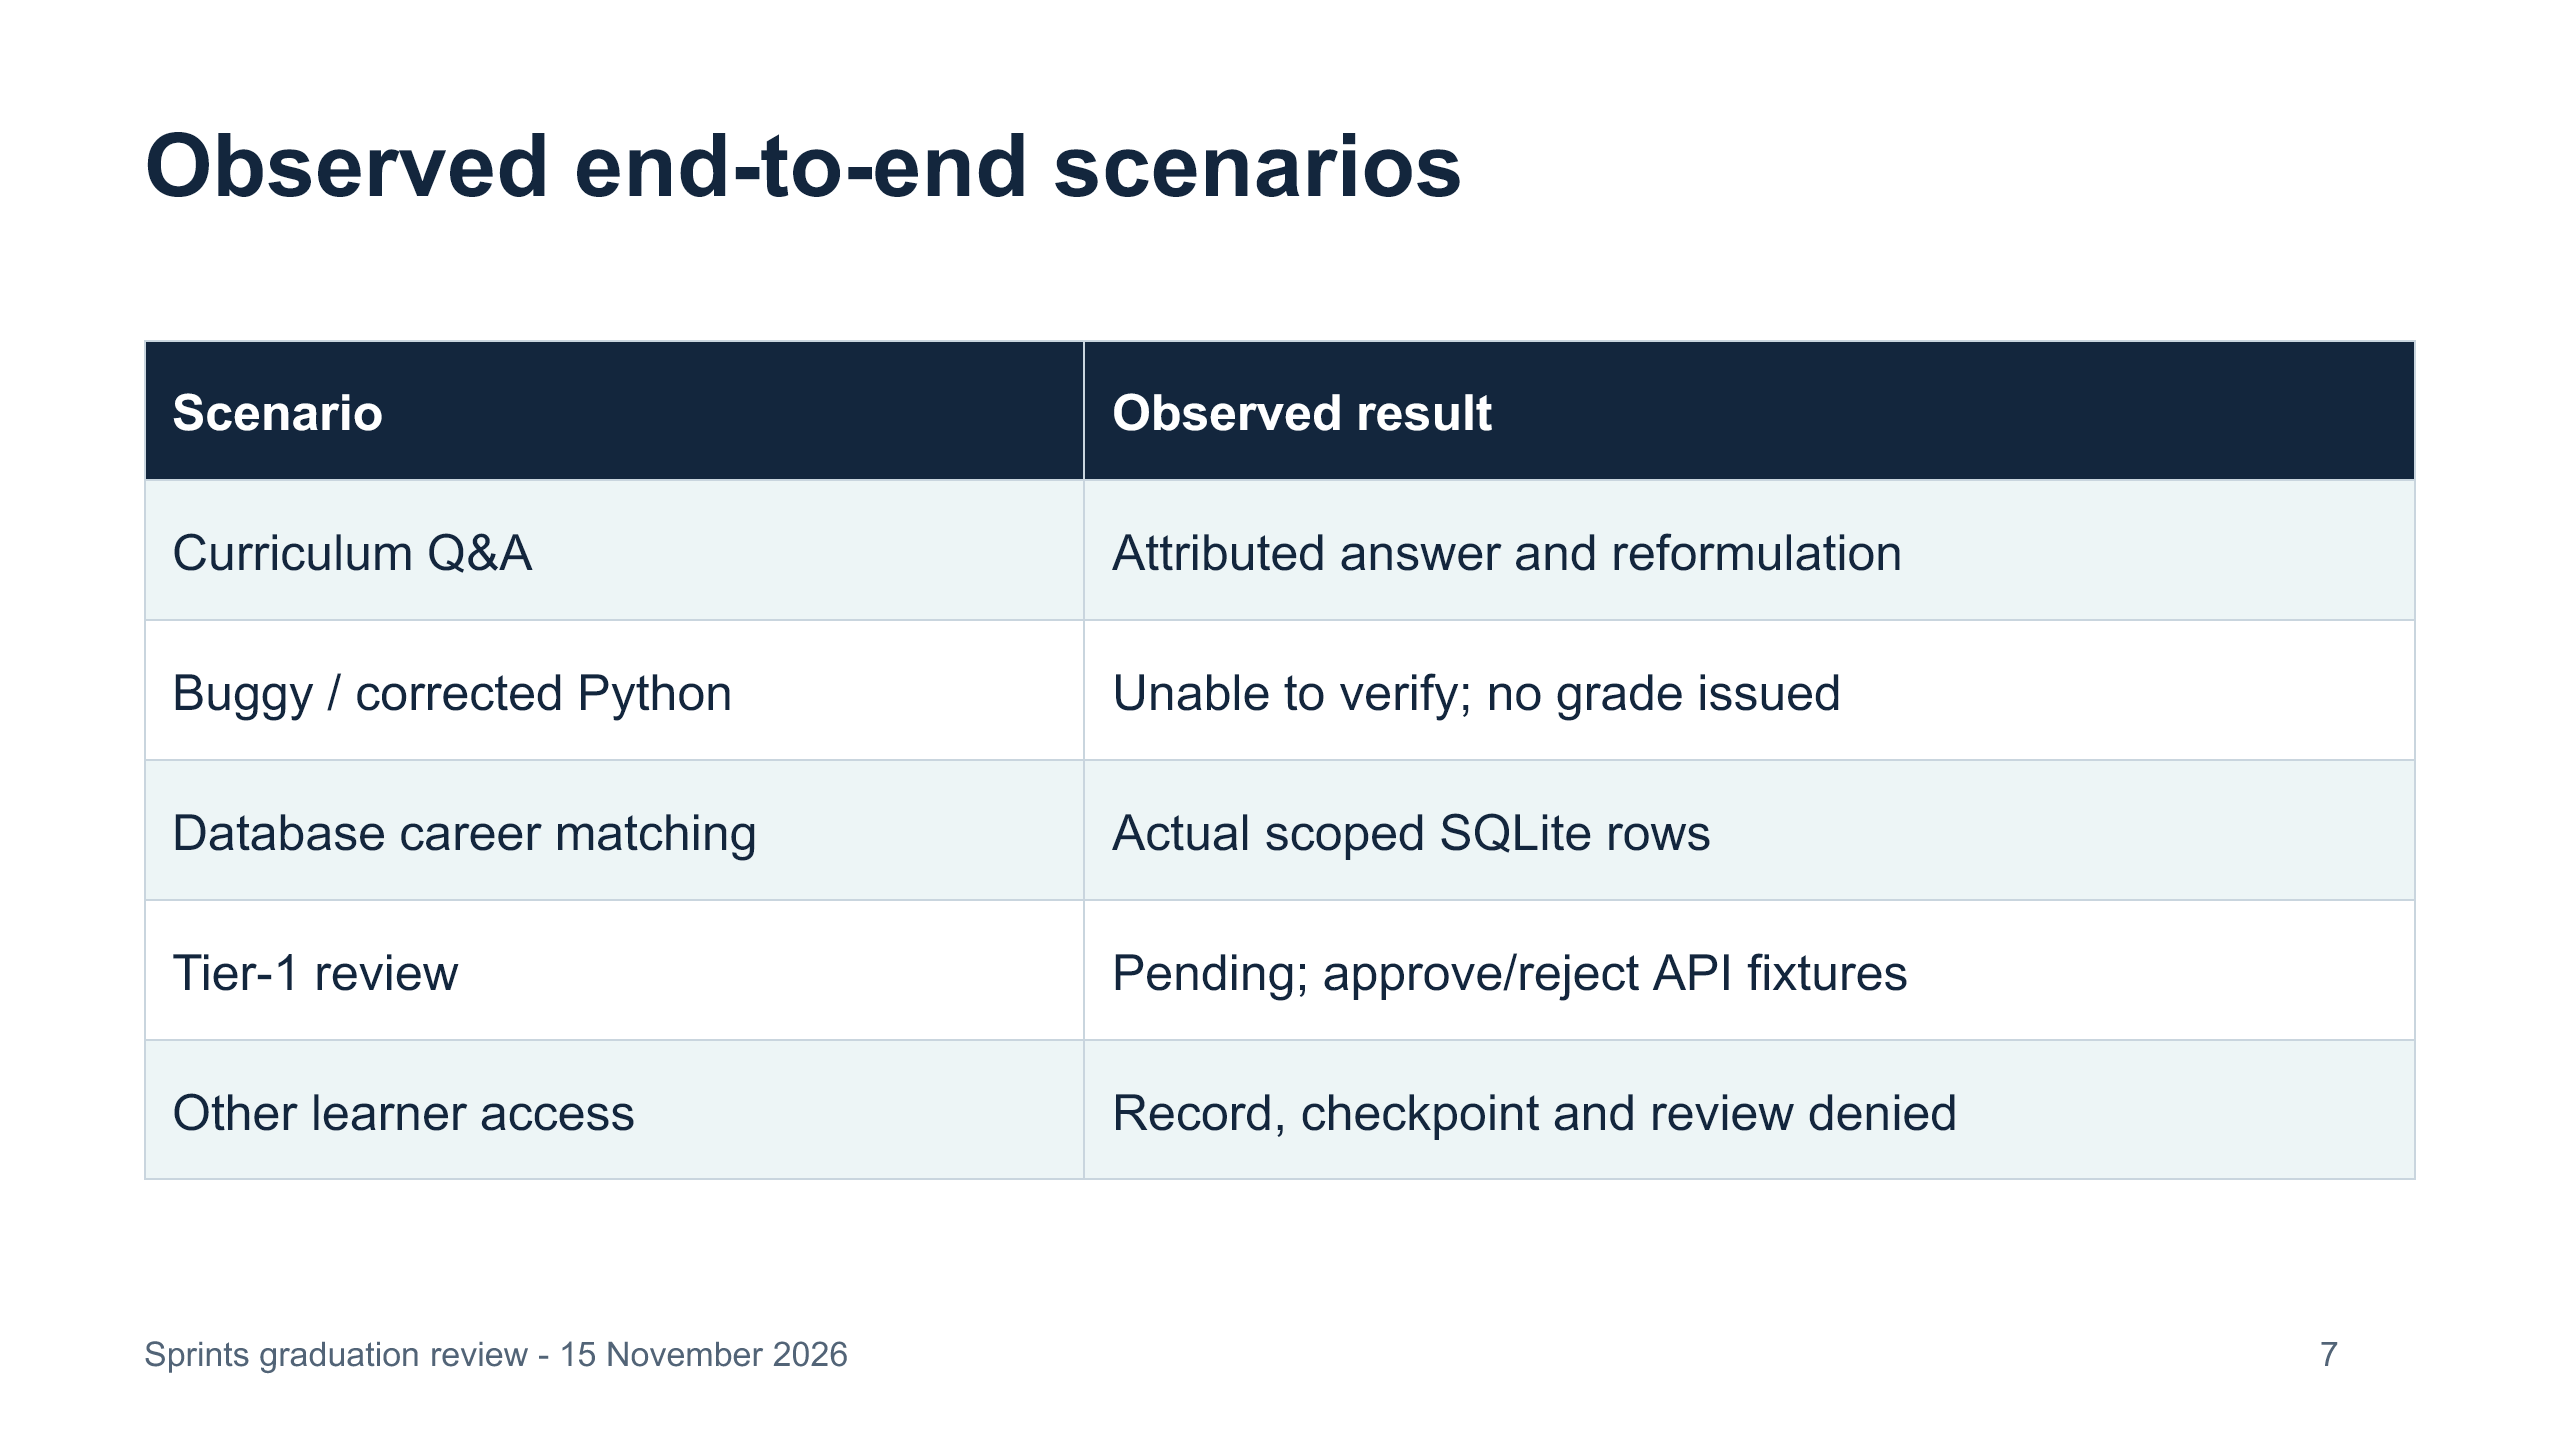 Observed end-to-end scenarios
Scenario
Observed result
Curriculum Q&A
Attributed answer and reformulation
Buggy / corrected Python
Unable to verify; no grade issued
Database career matching
Actual scoped SQLite rows
Tier-1 review
Pending; approve/reject API fixtures
Other learner access
Record, checkpoint and review denied
Sprints graduation review - 15 November 2026
7